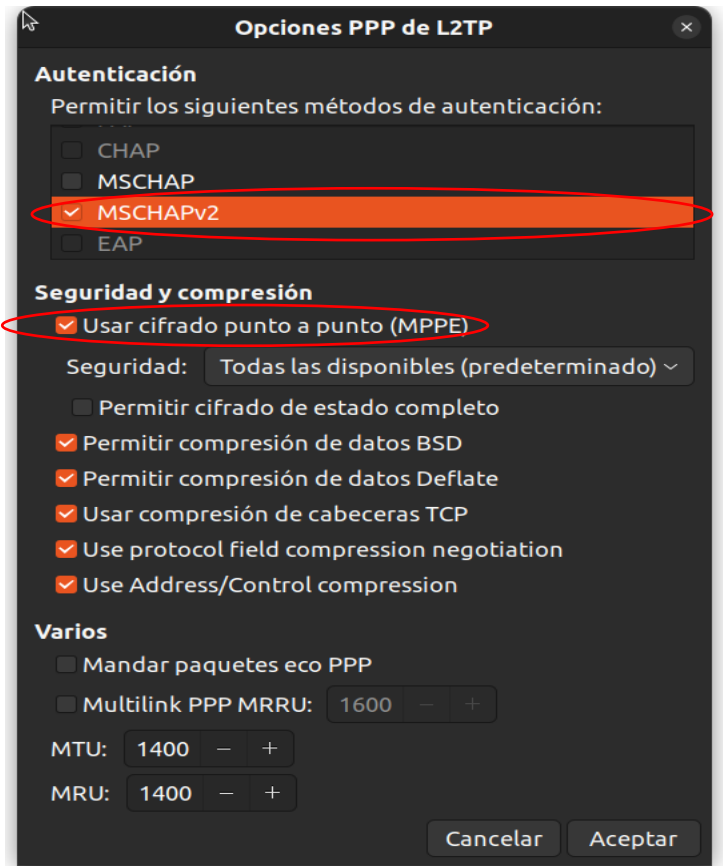 Opciones PPP de L2TP
Autenticación
Permitir los siguientes métodos de autenticación:
CHAP
MSCHAP
MSCHAPv2
EAP
Seguridad y compresión
Usar cifrado punto a punto (MPPE)
Seguridad: Todas las disponibles (predeterminado)
Permitir cifrado de estado completo
Permitir compresión de datos BSD
Permitir compresión de datos Deflate
Usar compresión de cabeceras TCP
Use protocol field compression negotiation
Use Address/Control compression
Varios
Mandar paquetes eco PPP
Multilink PPP MRRU: 1600 − +
MTU: 1400 − +
MRU: 1400 − +
Cancelar Aceptar